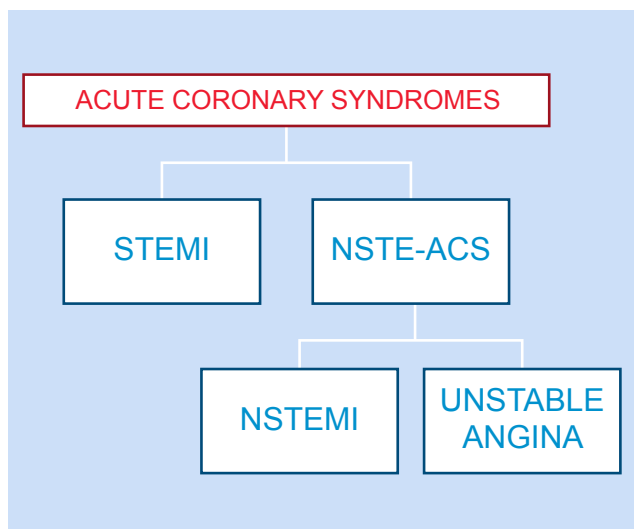 ACUTE CORONARY SYNDROMES
STEMI
NSTE-ACS
NSTEMI
UNSTABLE
ANGINA